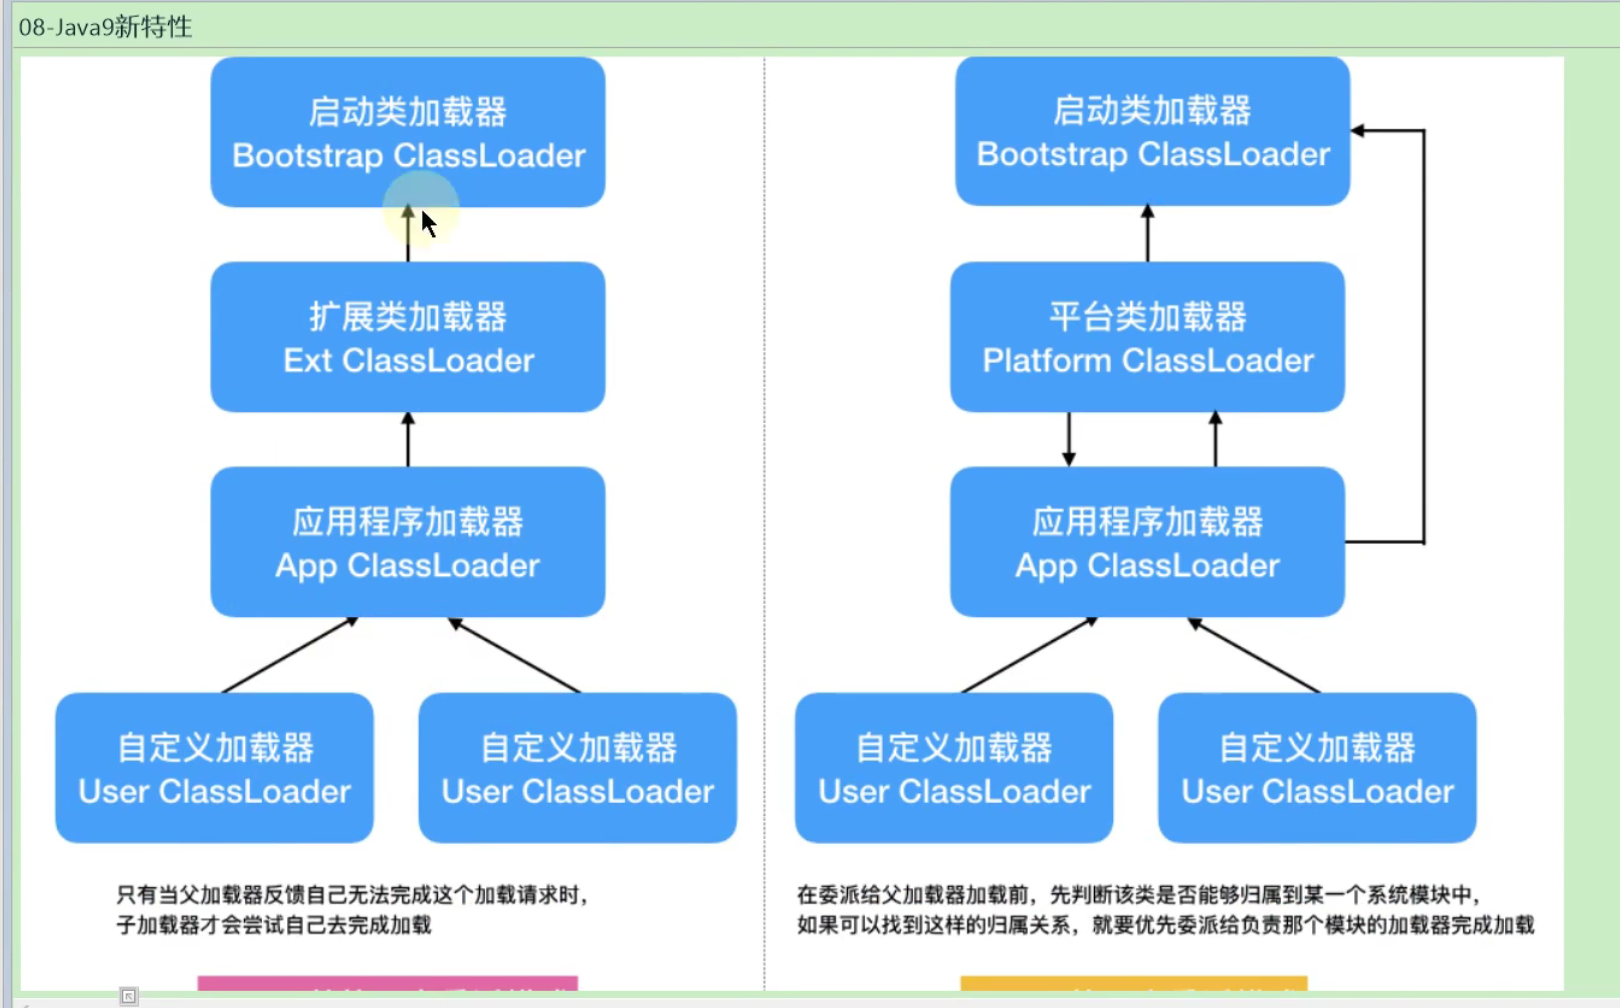 08-Java9新特性
启动类加载器
Bootstrap ClassLoader
扩展类加载器
Ext ClassLoader
应用程序加载器
App ClassLoader
自定义加载器
User ClassLoader
自定义加载器
User ClassLoader
只有当父加载器反馈自己无法完成这个加载请求时,
子加载器才会尝试自己去完成加载
启动类加载器
Bootstrap ClassLoader
平台类加载器
Platform ClassLoader
应用程序加载器
App ClassLoader
自定义加载器
User ClassLoader
自定义加载器
User ClassLoader
在委派给父加载器加载前，先判断该类是否能够归属到某一个系统模块中,
如果可以找到这样的归属关系，就要优先委派给负责那个模块的加载器完成加载